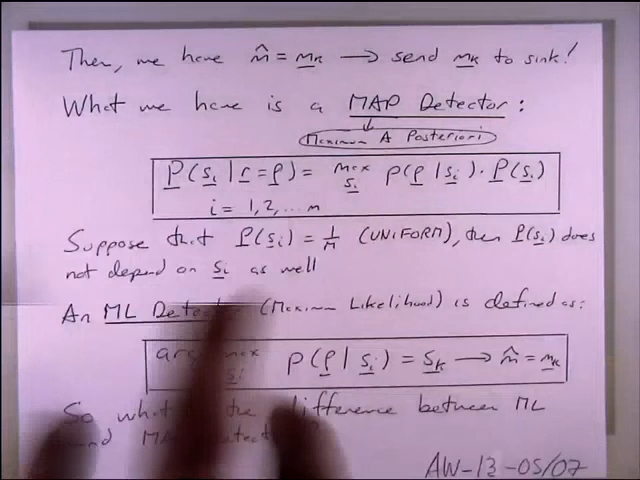 Then, we have m̂ = mₖ → send mₖ to sink!
What we have is a MAP Detector:
Maximum A Posteriori
P(sᵢ | r = ρ) = max p(ρ | sᵢ) · P(sᵢ)
sᵢ
i = 1, 2, ... m
Suppose that P(sᵢ) = 1/M (UNIFORM), then P(sᵢ) does
not depend on sᵢ as well
An ML (Maximum Likelihood) is defined as:
p(ρ | sᵢ) = sₖ → m̂ = mₖ
So difference between ML
AW-13-05/07